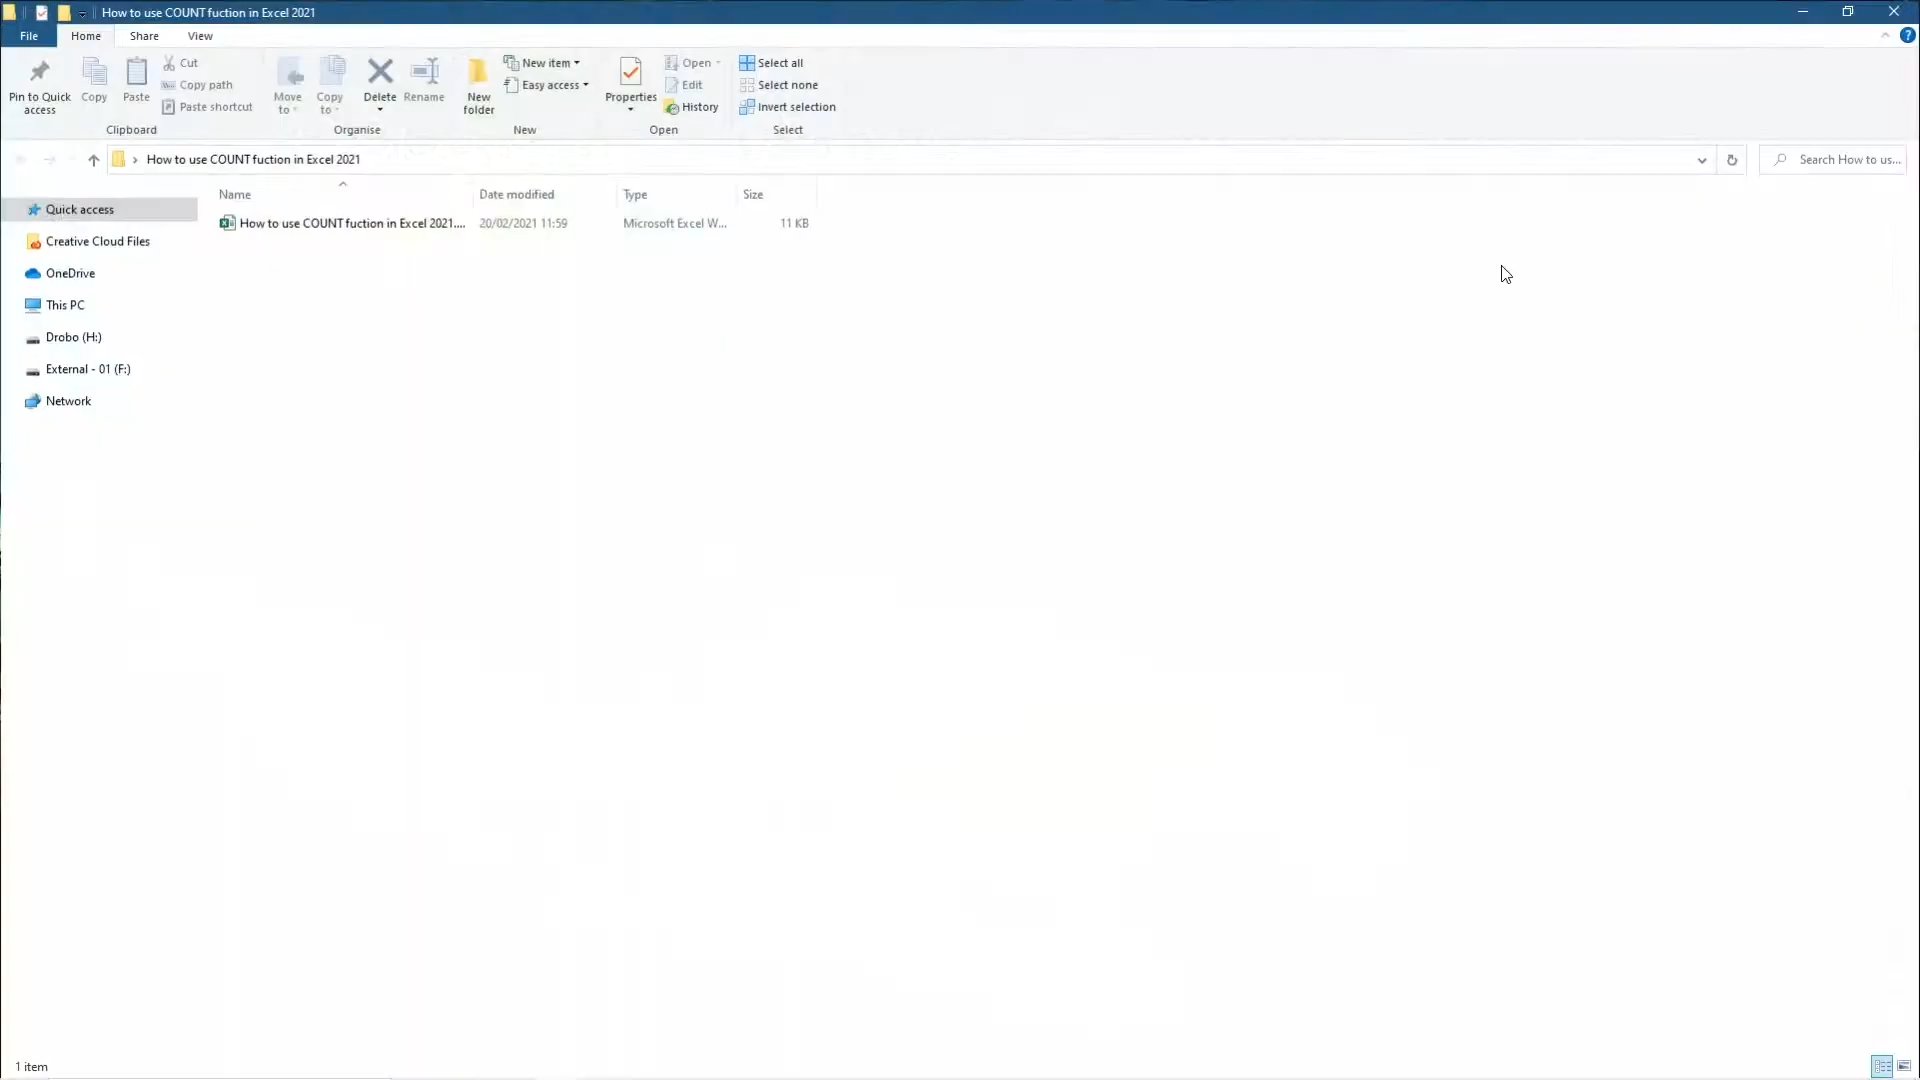 How to use COUNT fuction in Excel 2021
File Home Share View
Pin to Quick access
Copy
Paste
Cut
Copy path
Paste shortcut
Clipboard
Move to
Copy to
Delete
Rename
Organise
New folder
New item
Easy access
New
Properties
Open
Edit
History
Open
Select all
Select none
Invert selection
Select
How to use COUNT fuction in Excel 2021
Search How to us...
Name Date modified Type Size
How to use COUNT fuction in Excel 2021.... 20/02/2021 11:59 Microsoft Excel W... 11 KB
Quick access
Creative Cloud Files
OneDrive
This PC
Drobo (H:)
External - 01 (F:)
Network
1 item